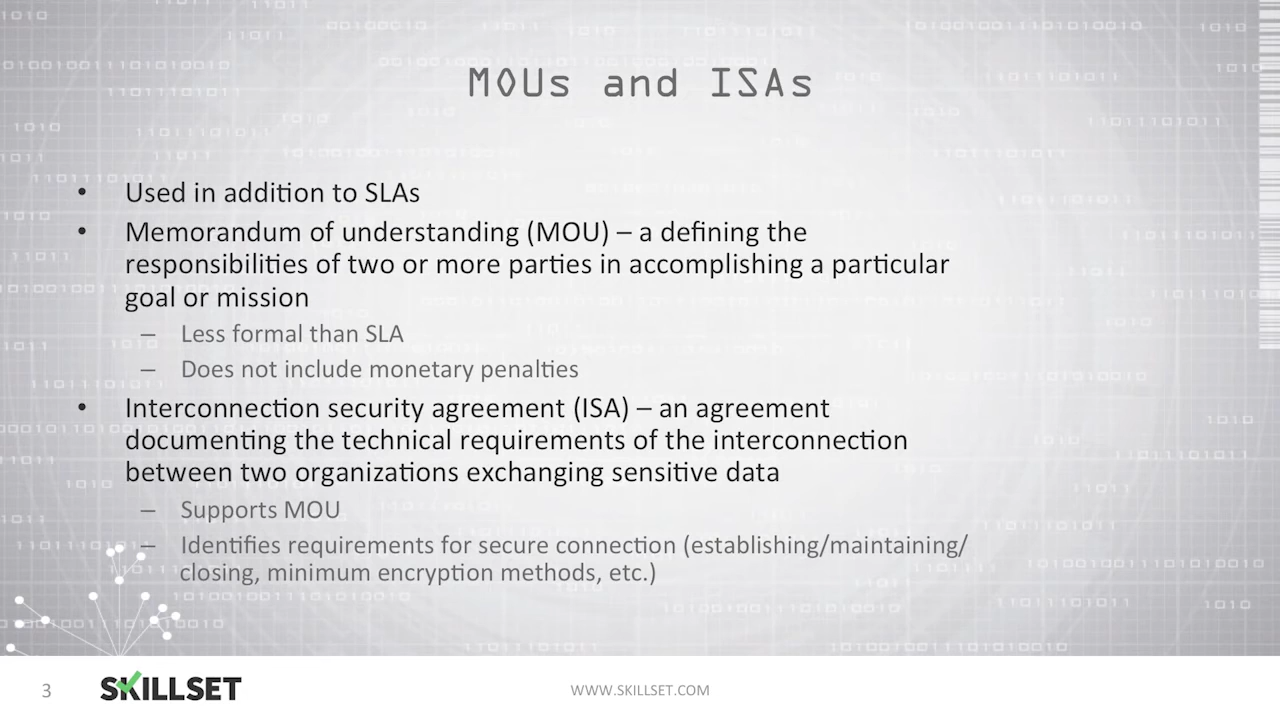 MOUs and ISAs
• Used in addition to SLAs
• Memorandum of understanding (MOU) – a defining the
responsibilities of two or more parties in accomplishing a particular
goal or mission
– Less formal than SLA
– Does not include monetary penalties
• Interconnection security agreement (ISA) – an agreement
documenting the technical requirements of the interconnection
between two organizations exchanging sensitive data
– Supports MOU
– Identifies requirements for secure connection (establishing/maintaining/
closing, minimum encryption methods, etc.)
3
SKILLSET
WWW.SKILLSET.COM